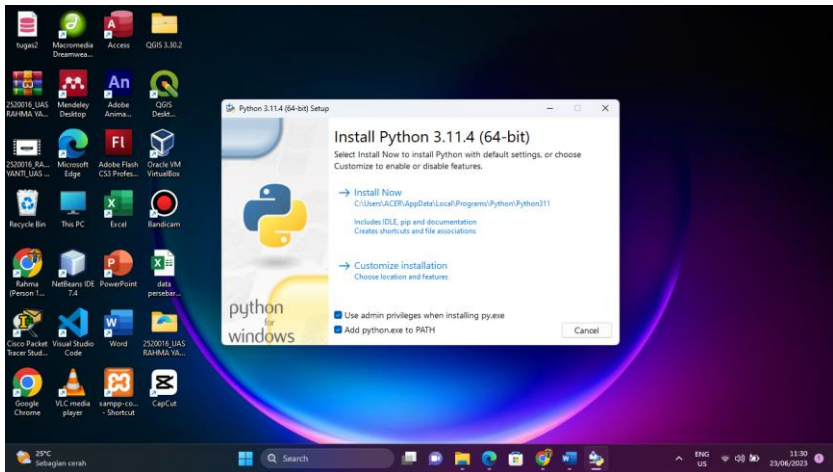 tugas2
Macromedia
Dreamwea...
Access
QGIS 3.30.2
2520016_UAS
RAHMA YA...
Mendeley
Desktop
Adobe
Anima...
QGIS
Deskt...
2520016_RA...
YANTI_UAS ...
Microsoft
Edge
Adobe Flash
CS3 Profes...
Oracle VM
VirtualBox
Recycle Bin
This PC
Excel
Bandicam
Rahma
(Person 1...
NetBeans IDE
7.4
PowerPoint
data
persebar...
Cisco Packet
Tracer Stud...
Visual Studio
Code
Word
2520016_UAS
RAHMA YA...
Google
Chrome
VLC media
player
xampp-co...
- Shortcut
CapCut
Python 3.11.4 (64-bit) Setup
Install Python 3.11.4 (64-bit)
Select Install Now to install Python with default settings, or choose
Customize to enable or disable features.
Install Now
C:\Users\ACER\AppData\Local\Programs\Python\Python311
Includes IDLE, pip and documentation
Creates shortcuts and file associations
Customize installation
Choose location and features
python
for
windows
Use admin privileges when installing py.exe
Add python.exe to PATH
Cancel
25°C
Sebagian cerah
Search
ENG
US
11:30
23/06/2023